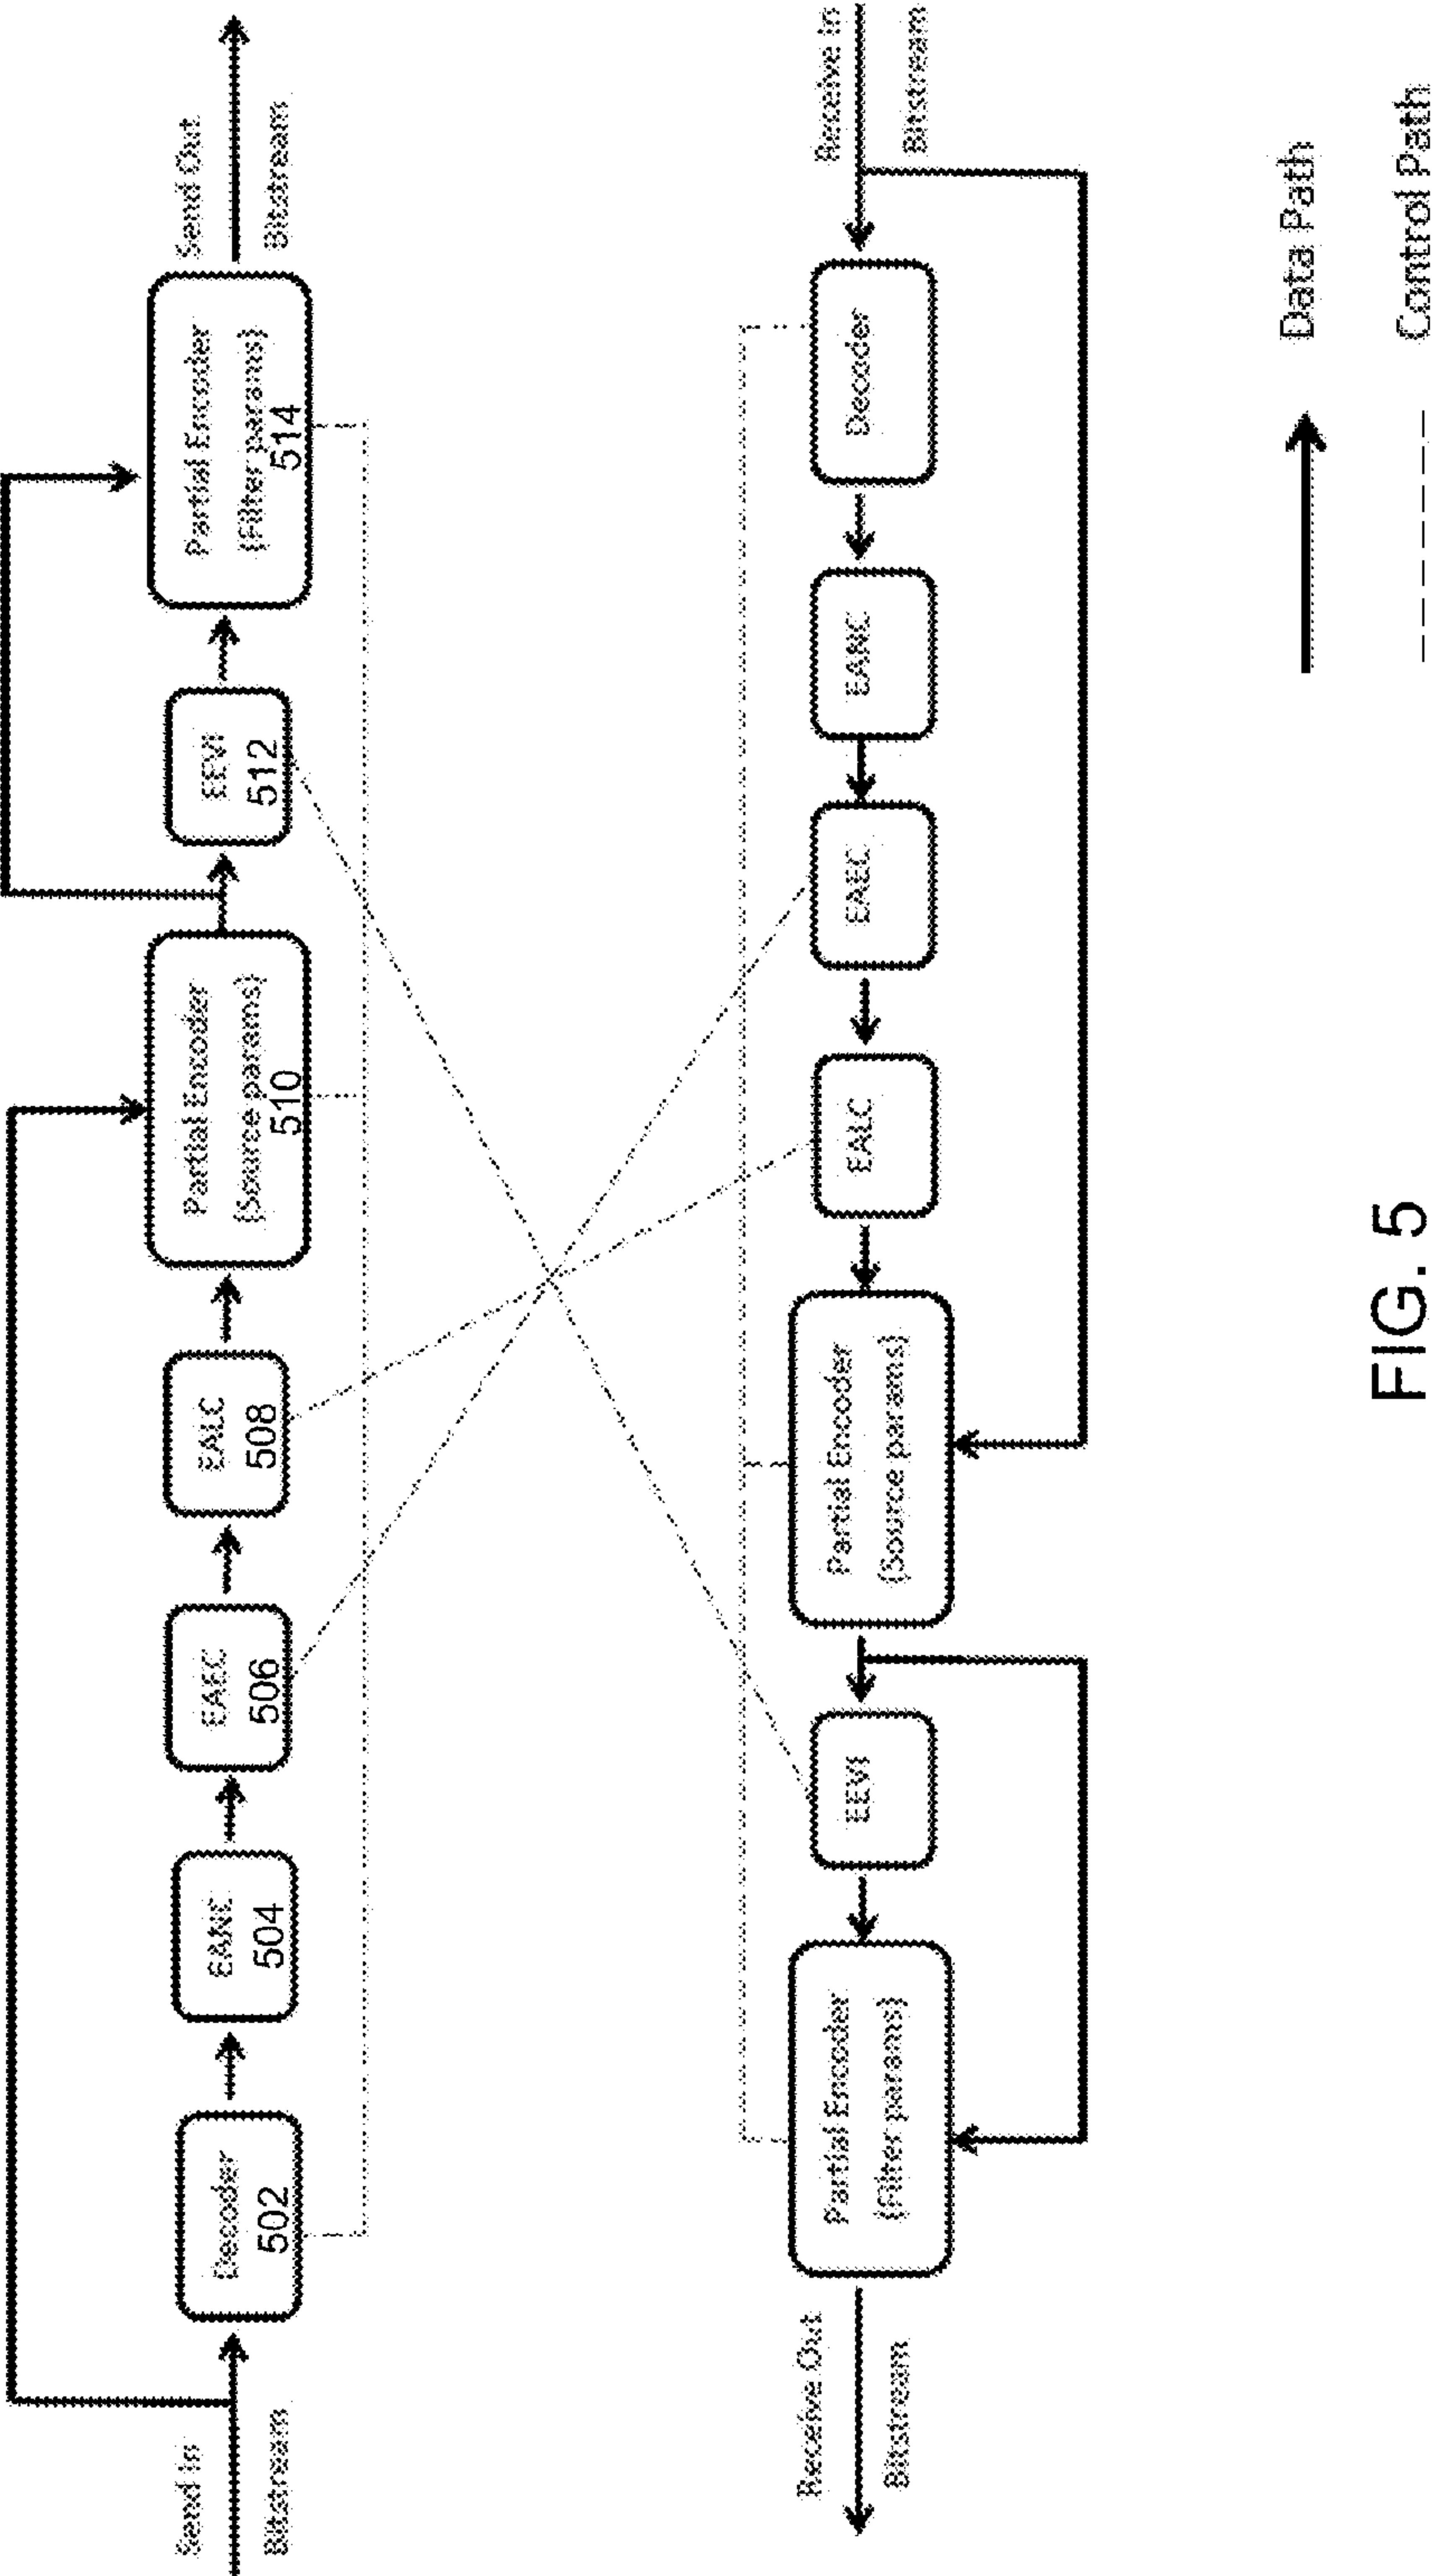 Send In
Bitstream
Decoder
502
EANC
504
EAEC
506
EALC
508
Partial Encoder
(Source params)
510
EEVI
512
Partial Encoder
(Filter params)
514
Send Out
Bitstream
Receive Out
Bitstream
Partial Encoder
(Filter params)
EEVI
Partial Encoder
(Source params)
EALC
EAEC
EANC
Decoder
Receive In
Bitstream
Data Path
Control Path
FIG. 5